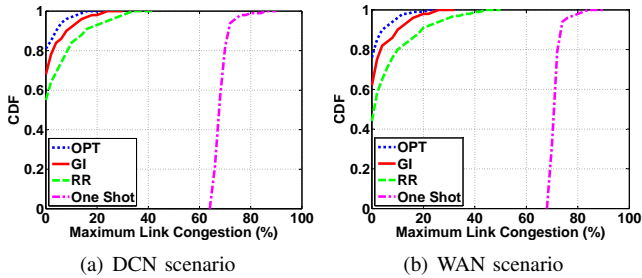 1
0.8
0.6
0.4
0.2
0
CDF
OPT
GI
RR
One Shot
0 20 40 60 80 100
Maximum Link Congestion (%)
(a) DCN scenario
1
0.8
0.6
0.4
0.2
0
CDF
OPT
GI
RR
One Shot
0 20 40 60 80 100
Maximum Link Congestion (%)
(b) WAN scenario